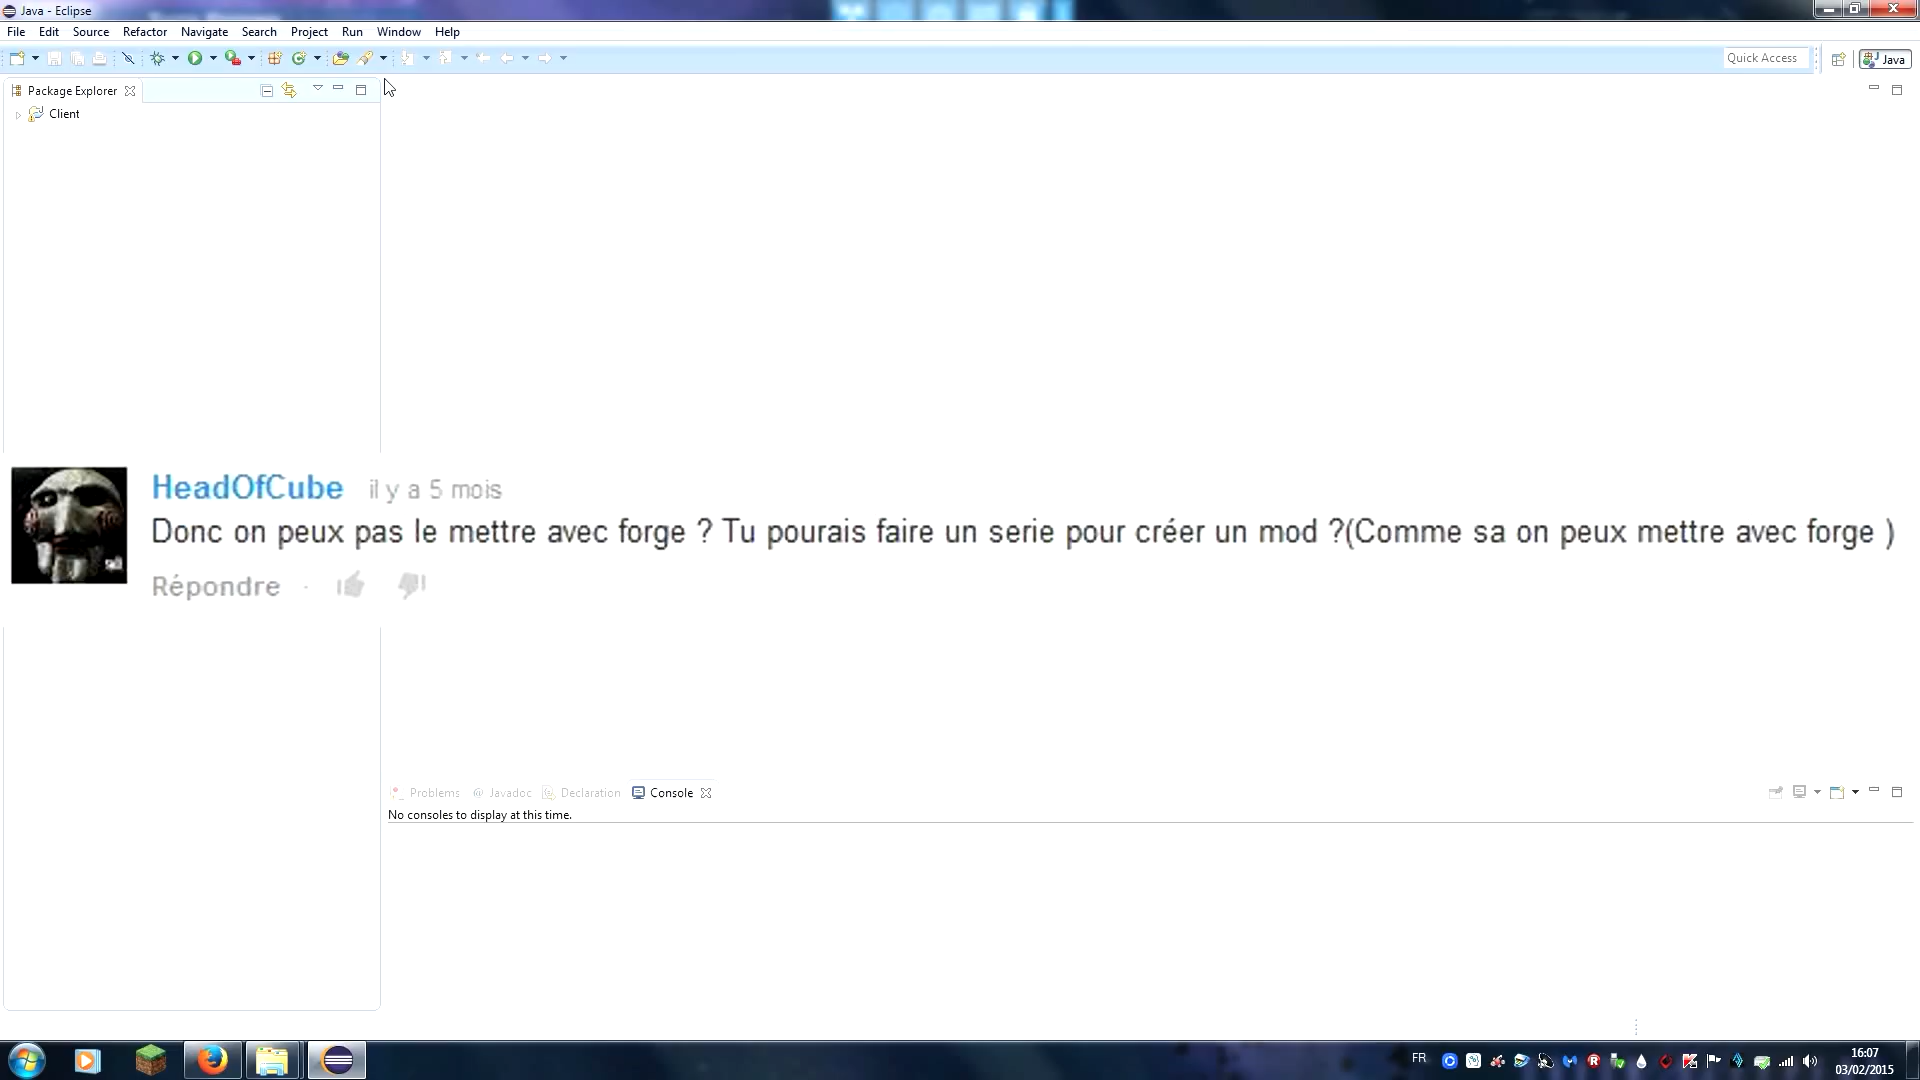 Java - Eclipse
File Edit Source Refactor Navigate Search Project Run Window Help
Quick Access
Java
Package Explorer
Client
HeadOfCube il y a 5 mois
Donc on peux pas le mettre avec forge ? Tu pourais faire un serie pour créer un mod ?(Comme sa on peux mettre avec forge )
Répondre
Problems @ Javadoc Declaration Console
No consoles to display at this time.
FR
16:07
03/02/2015